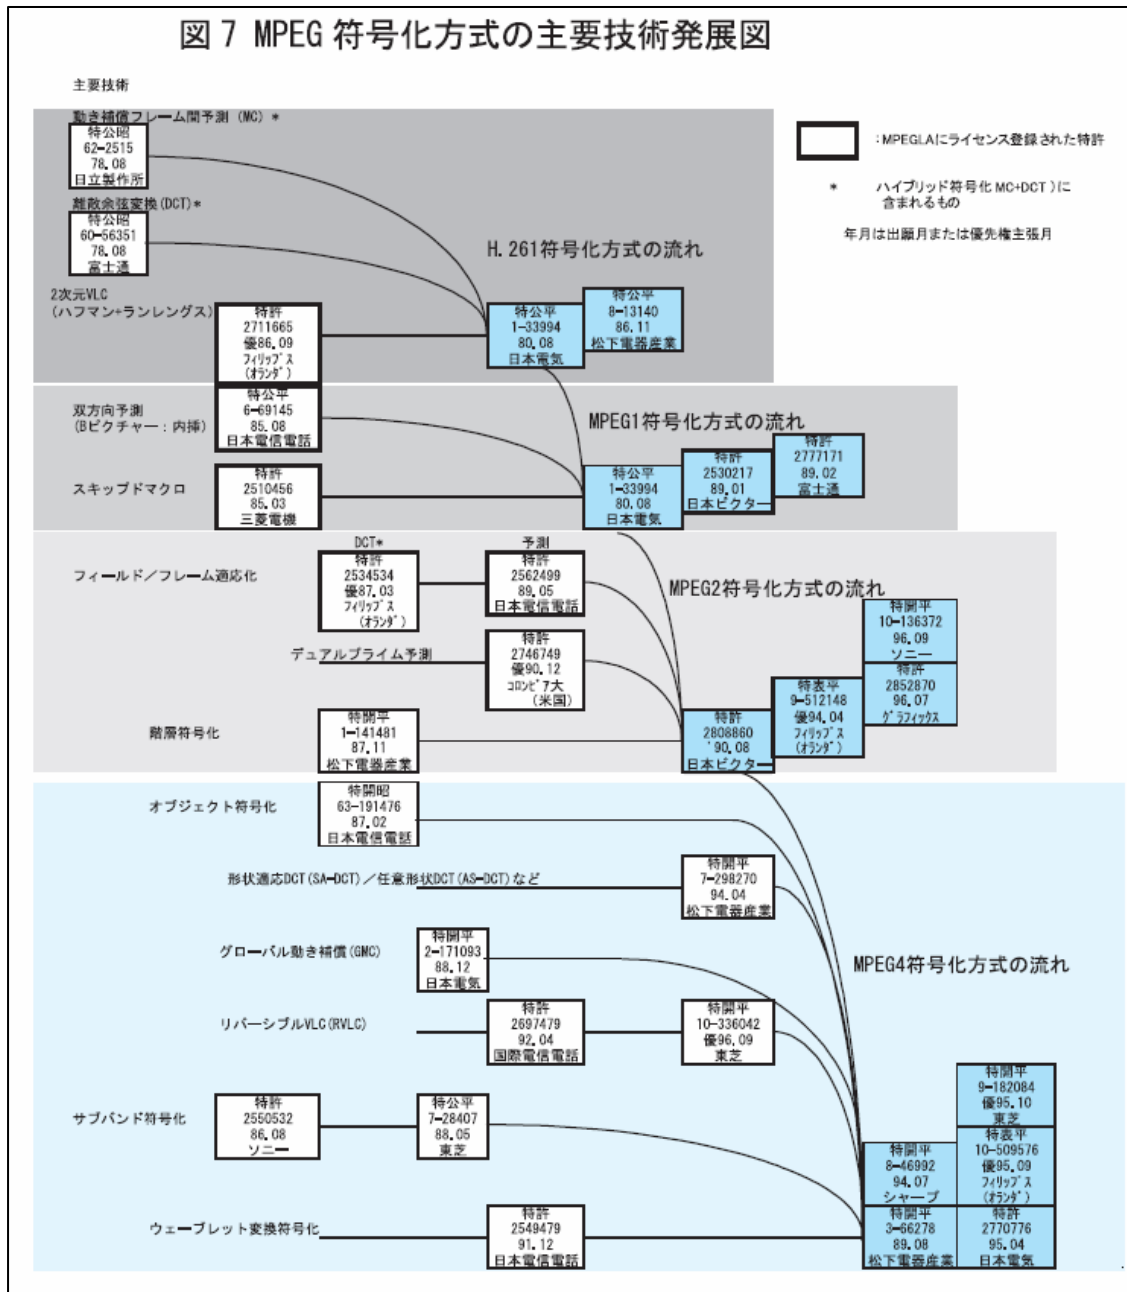 図7 MPEG 符号化方式の主要技術発展図
主要技術
動き補償フレーム間予測 (MC) *
特公昭
62-2515
78.08
日立製作所
:MPEGLAにライセンス登録された特許
* ハイブリッド符号化 MC+DCT )に
含まれるもの
年月は出願月または優先権主張月
離散余弦変換(DCT)*
特公昭
60-56351
78.08
富士通
H.261符号化方式の流れ
2次元VLC
(ハフマン+ランレングス)
特許
2711665
優86.09
フィリップス
(オランダ)
特公平
1-33994
80.08
日本電気
特公平
8-13140
86.11
松下電器産業
双方向予測
(Bピクチャー:内挿)
特公平
6-69145
85.08
日本電信電話
MPEG1符号化方式の流れ
スキップドマクロ
特許
2510456
85.03
三菱電機
特公平
1-33994
80.08
日本電気
特許
2530217
89.01
日本ビクター
特許
2777171
89.02
富士通
フィールド/フレーム適応化
DCT*
特許
2534534
優87.03
フィリップス
(オランダ)
予測
特許
2562499
89.05
日本電信電話
MPEG2符号化方式の流れ
デュアルプライム予測
特許
2746749
優90.12
コロンビア大
(米国)
特開平
10-136372
96.09
ソニー
特許
2852870
96.07
グラフィックス
特表平
9-512148
優94.04
フィリップス
(オランダ)
階層符号化
特開平
1-141481
87.11
松下電器産業
特許
2808860
'90.08
日本ビクター
オブジェクト符号化
特開昭
63-191476
87.02
日本電信電話
形状適応DCT(SA-DCT)/任意形状DCT(AS-DCT)など
特開平
7-298270
94.04
松下電器産業
グローバル動き補償(GMC)
特開平
2-171093
88.12
日本電気
MPEG4符号化方式の流れ
リバーシブルVLC(RVLC)
特許
2697479
92.04
国際電信電話
特開平
10-336042
優96.09
東芝
サブバンド符号化
特許
2550532
86.08
ソニー
特公平
7-28407
88.05
東芝
特開平
9-182084
優95.10
東芝
特開平
8-46992
94.07
シャープ
特表平
10-509576
優95.09
フィリップス
(オランダ)
ウェーブレット変換符号化
特許
2549479
91.12
日本電信電話
特開平
3-66278
89.08
松下電器産業
特許
2770776
95.04
日本電気